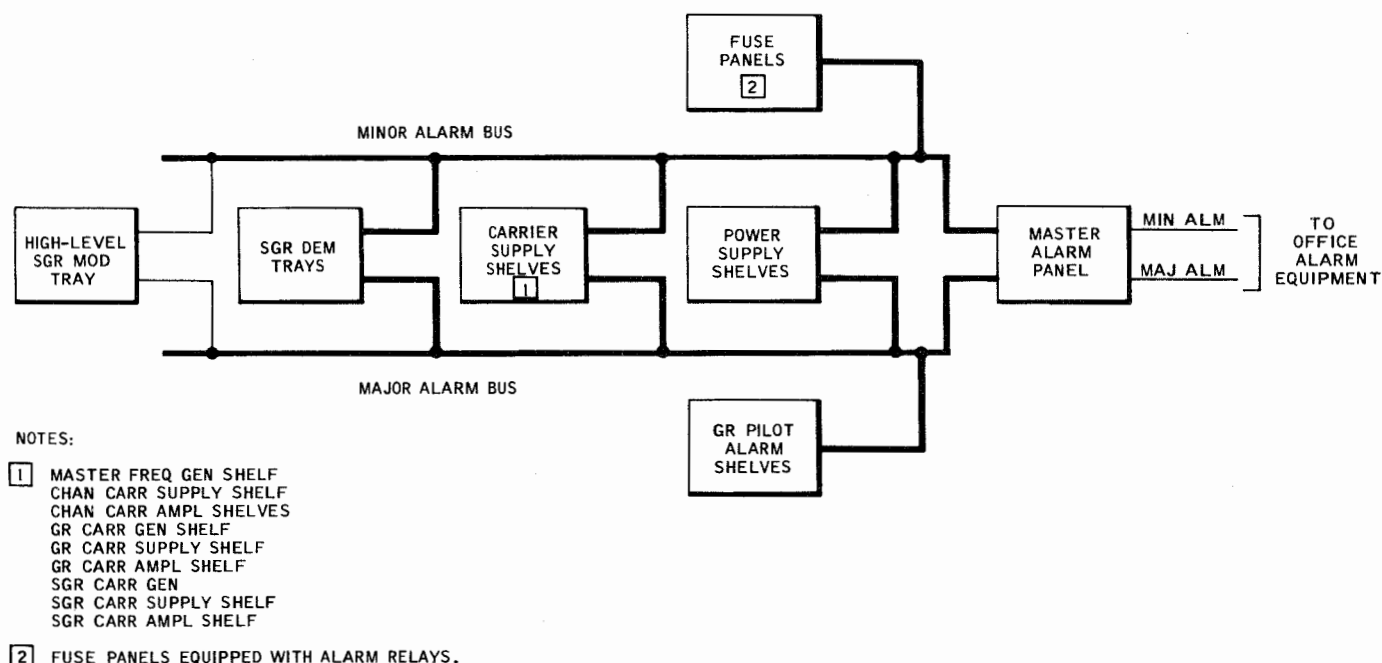 FUSE
PANELS
2
MINOR ALARM BUS
HIGH-LEVEL
SGR MOD
TRAY
SGR DEM
TRAYS
CARRIER
SUPPLY
SHELVES
1
POWER
SUPPLY
SHELVES
MASTER
ALARM
PANEL
MIN ALM
MAJ ALM
TO
OFFICE
ALARM
EQUIPMENT
MAJOR ALARM BUS
GR PILOT
ALARM
SHELVES
NOTES:
1 MASTER FREQ GEN SHELF
CHAN CARR SUPPLY SHELF
CHAN CARR AMPL SHELVES
GR CARR GEN SHELF
GR CARR SUPPLY SHELF
GR CARR AMPL SHELF
SGR CARR GEN
SGR CARR SUPPLY SHELF
SGR CARR AMPL SHELF
2 FUSE PANELS EQUIPPED WITH ALARM RELAYS.